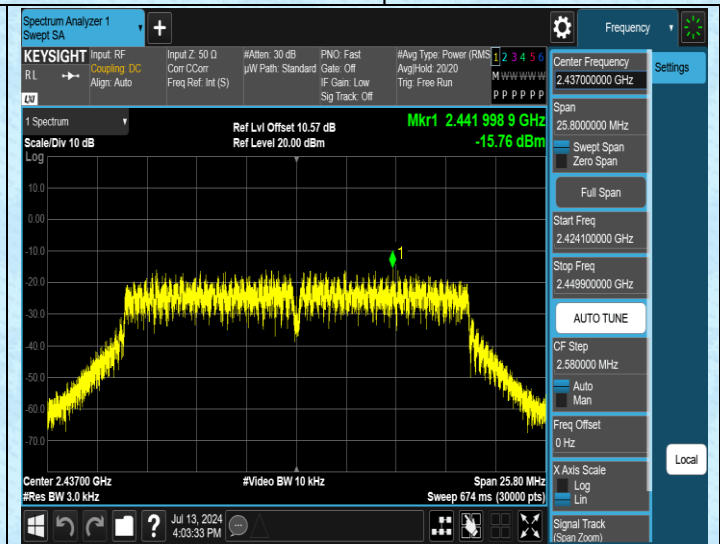 Spectrum Analyzer 1
Swept SA
+
Frequency
KEYSIGHT
RL
LXI
Input: RF
Coupling: DC
Align: Auto
Input Z: 50 Ω
Corr CCorr
Freq Ref: Int (S)
#Atten: 30 dB
µW Path: Standard
PNO: Fast
Gate: Off
IF Gain: Low
Sig Track: Off
#Avg Type: Power (RMS
Avg|Hold: 20/20
Trig: Free Run
1 2 3 4 5 6
M W W W W W
P P P P P P
1 Spectrum
Scale/Div 10 dB
Log
Ref Lvl Offset 10.57 dB
Ref Level 20.00 dBm
Mkr1 2.441 998 9 GHz
-15.76 dBm
10.0
0.00
-10.0
-20.0
-30.0
-40.0
-50.0
-60.0
-70.0
1
Center 2.43700 GHz
#Res BW 3.0 kHz
#Video BW 10 kHz
Span 25.80 MHz
Sweep 674 ms (30000 pts)
?
Jul 13, 2024
4:03:33 PM
Center Frequency
2.437000000 GHz
Span
25.8000000 MHz
Swept Span
Zero Span
Full Span
Start Freq
2.424100000 GHz
Stop Freq
2.449900000 GHz
AUTO TUNE
CF Step
2.580000 MHz
Auto
Man
Freq Offset
0 Hz
X Axis Scale
Log
Lin
Signal Track
(Span Zoom)
Settings
Local